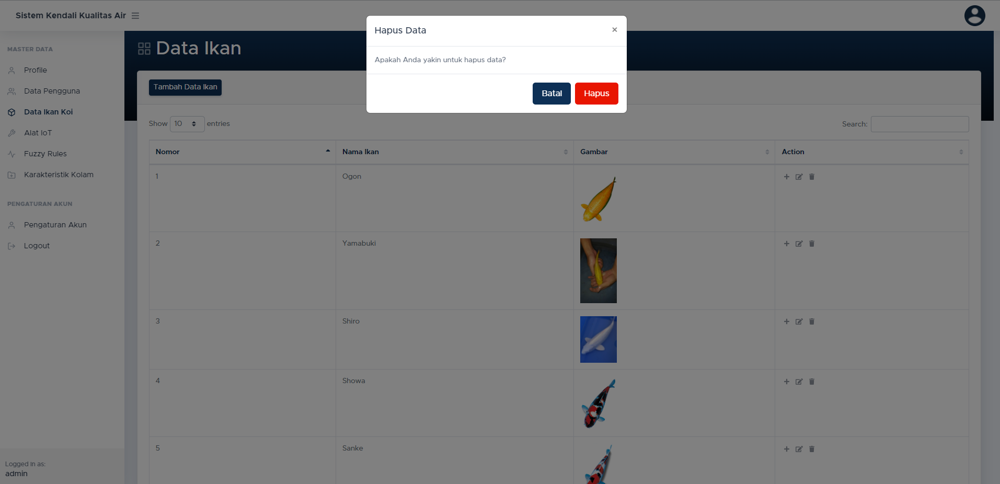 Sistem Kendali Kualitas Air
Hapus Data
×
Apakah Anda yakin untuk hapus data?
Batal Hapus
MASTER DATA
Profile
Data Pengguna
Data Ikan Koi
Alat IoT
Fuzzy Rules
Karakteristik Kolam
PENGATURAN AKUN
Pengaturan Akun
Logout
Logged in as:
admin
Data Ikan
Tambah Data Ikan
Show 10 entries Search:
Nomor Nama Ikan Gambar Action
1 Ogon
2 Yamabuki
3 Shiro
4 Showa
5 Sanke